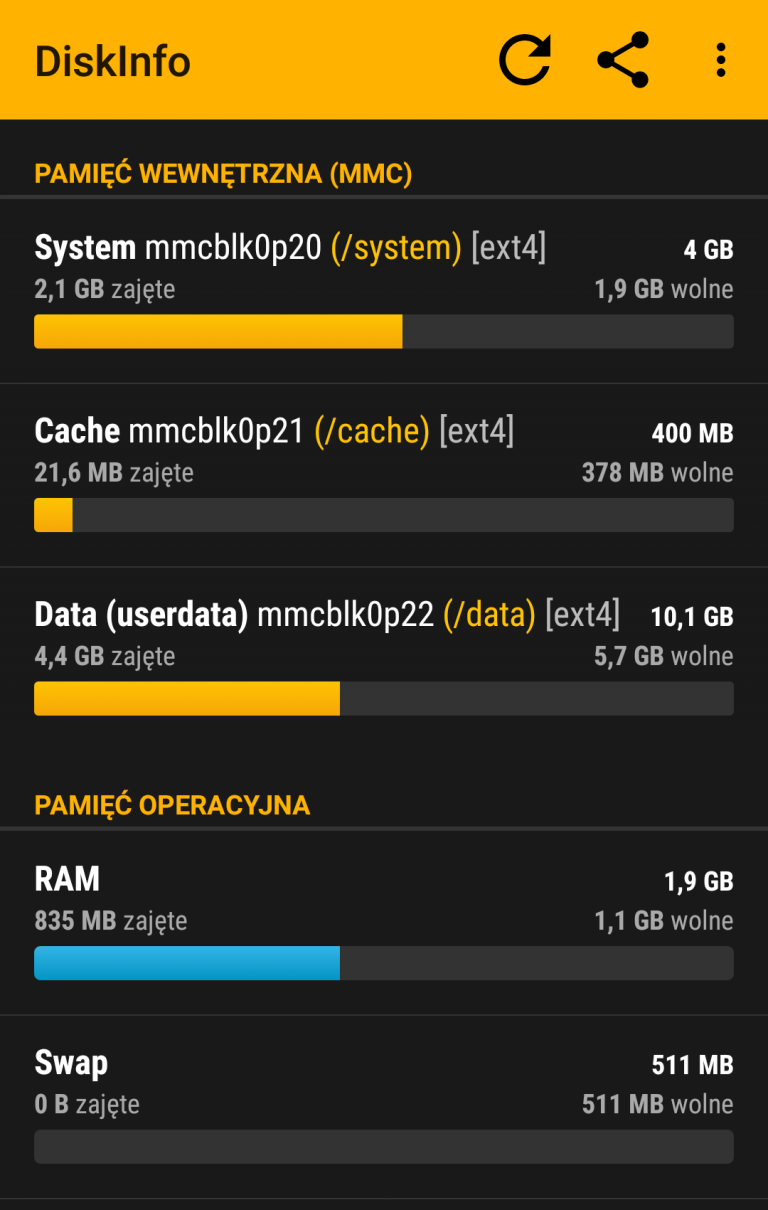 DiskInfo
PAMIĘĆ WEWNĘTRZNA (MMC)
System mmcblk0p20 (/system) [ext4] 4 GB
2,1 GB zajęte 1,9 GB wolne
Cache mmcblk0p21 (/cache) [ext4] 400 MB
21,6 MB zajęte 378 MB wolne
Data (userdata) mmcblk0p22 (/data) [ext4] 10,1 GB
4,4 GB zajęte 5,7 GB wolne
PAMIĘĆ OPERACYJNA
RAM 1,9 GB
835 MB zajęte 1,1 GB wolne
Swap 511 MB
0 B zajęte 511 MB wolne